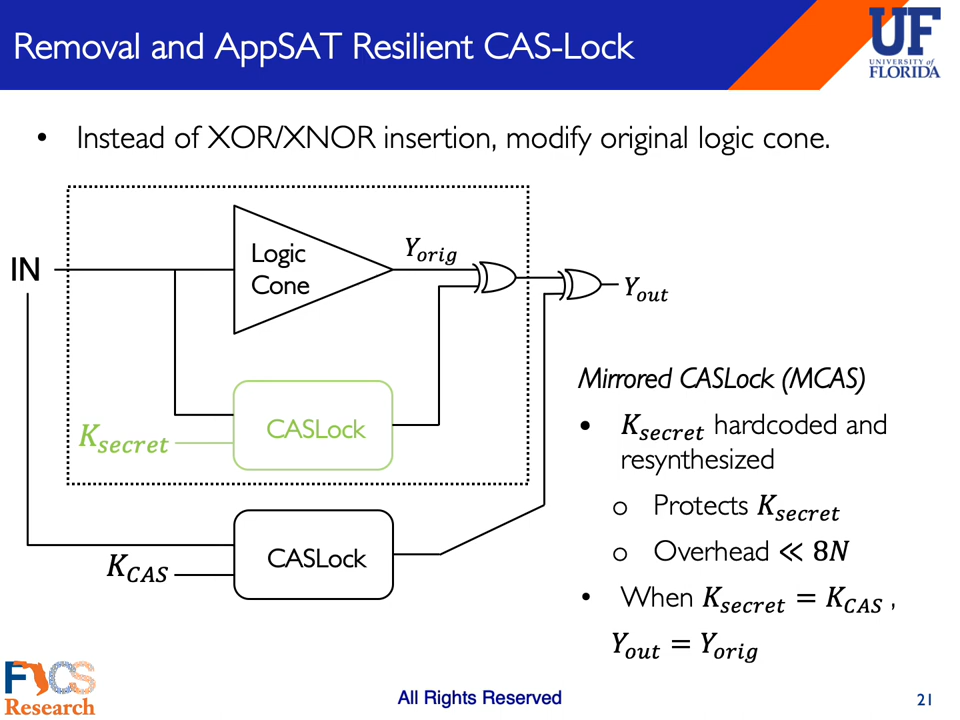 Removal and AppSAT Resilient CAS-Lock
UF
UNIVERSITY of
FLORIDA
• Instead of XOR/XNOR insertion, modify original logic cone.
IN
Logic
Cone
Y_orig
Y_out
K_secret
CASLock
K_CAS
CASLock
Mirrored CASLock (MCAS)
• K_secret hardcoded and
resynthesized
o Protects K_secret
o Overhead ≪ 8N
• When K_secret = K_CAS ,
Y_out = Y_orig
FICS
Research
All Rights Reserved
21